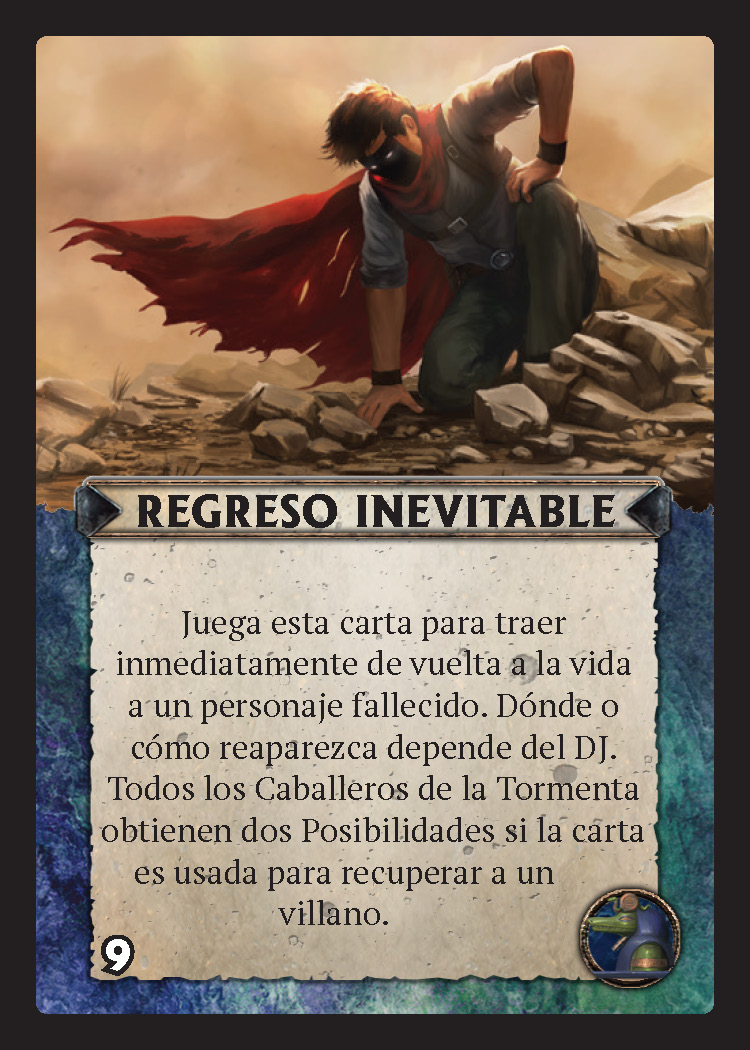 REGRESO INEVITABLE
Juega esta carta para traer
inmediatamente de vuelta a la vida
a un personaje fallecido. Dónde o
cómo reaparezca depende del DJ.
Todos los Caballeros de la Tormenta
obtienen dos Posibilidades si la carta
es usada para recuperar a un
villano.
9